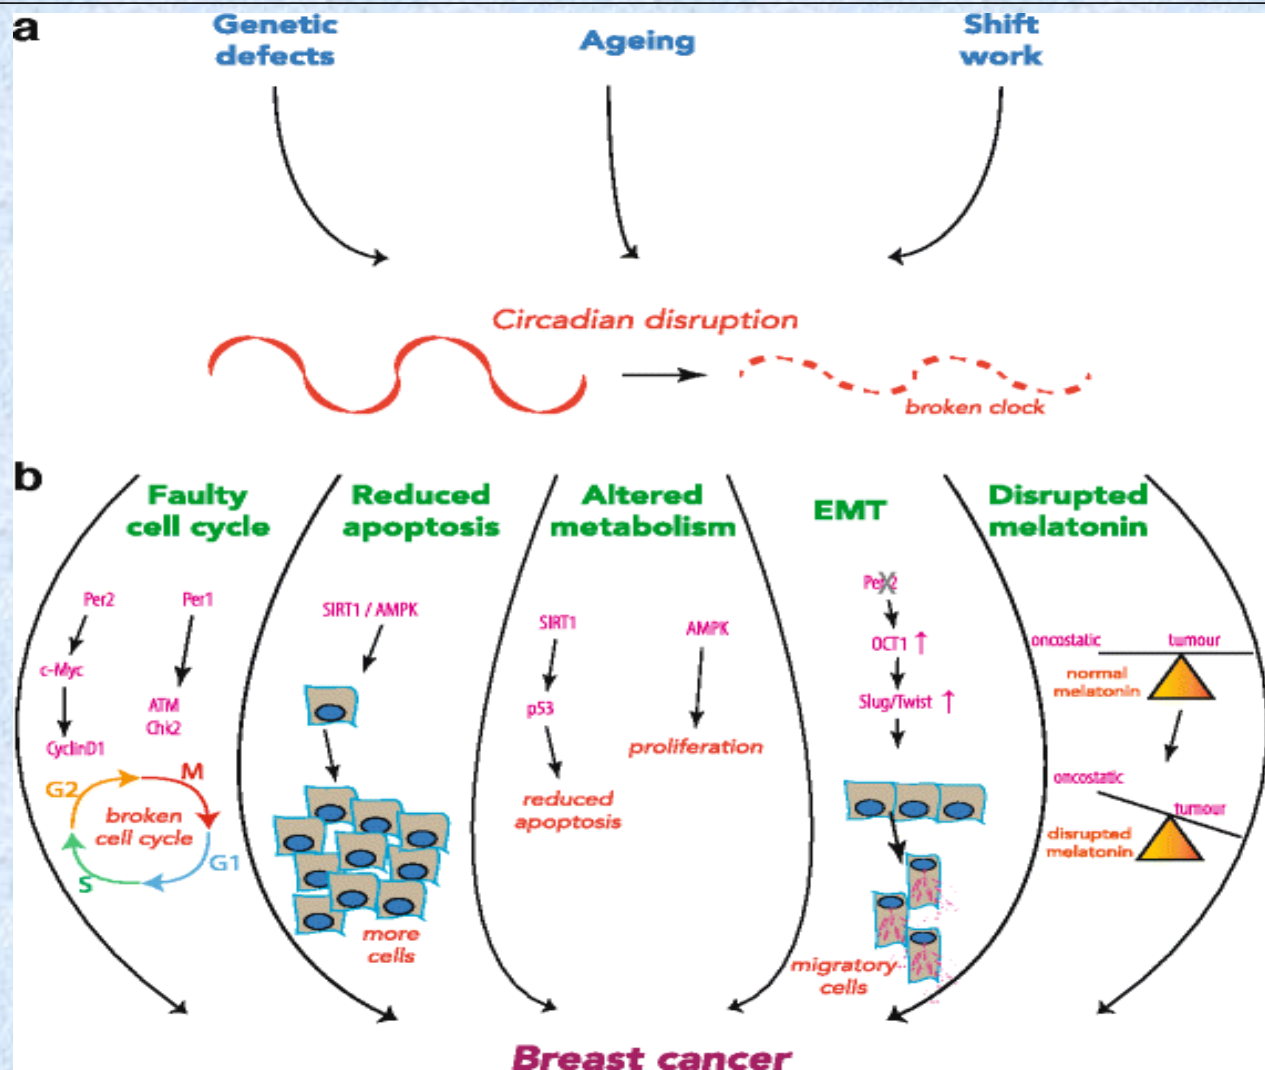 a
Genetic
defects
Ageing
Shift
work
Circadian disruption
broken clock
b
Faulty
cell cycle
Reduced
apoptosis
Altered
metabolism
EMT
Disrupted
melatonin
Per2
Per1
c-Myc
ATM
Chk2
CyclinD1
G2
M
broken
cell cycle
G1
S
SIRT1 / AMPK
more
cells
SIRT1
AMPK
p53
proliferation
reduced
apoptosis
Per2
OCT1 ↑
Slug/Twist ↑
migratory
cells
oncostatic
tumour
normal
melatonin
oncostatic
tumour
disrupted
melatonin
Breast cancer